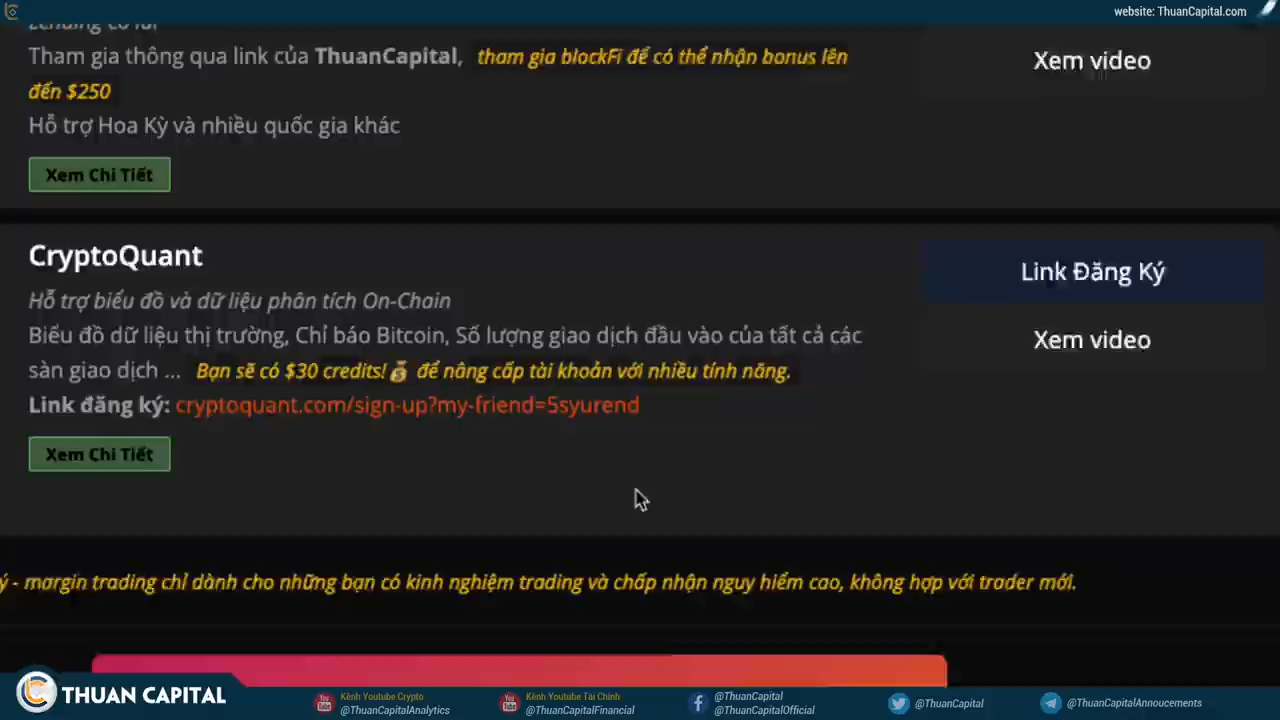 website: ThuanCapital.com
Tham gia thông qua link của ThuanCapital, tham gia blockFi để có thể nhận bonus lên
đến $250
Hỗ trợ Hoa Kỳ và nhiều quốc gia khác
Xem Chi Tiết
Xem video
CryptoQuant
Hỗ trợ biểu đồ và dữ liệu phân tích On-Chain
Biểu đồ dữ liệu thị trường, Chỉ báo Bitcoin, Số lượng giao dịch đầu vào của tất cả các
sàn giao dịch ... Bạn sẽ có $30 credits!💰 để nâng cấp tài khoản với nhiều tính năng.
Link đăng ký: cryptoquant.com/sign-up?my-friend=5syurend
Xem Chi Tiết
Link Đăng Ký
Xem video
ý - margin trading chỉ dành cho những bạn có kinh nghiệm trading và chấp nhận nguy hiểm cao, không hợp với trader mới.
THUAN CAPITAL
Kênh Youtube Crypto
@ThuanCapitalAnalytics
Kênh Youtube Tài Chính
@ThuanCapitalFinancial
@ThuanCapital
@ThuanCapitalOfficial
@ThuanCapital
@ThuanCapitalAnnoucements